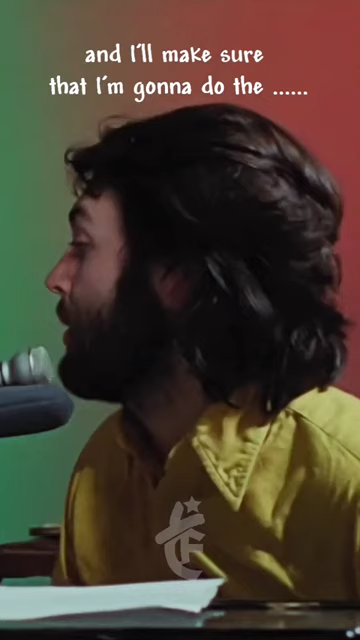 and I'll make sure
that I'm gonna do the ......